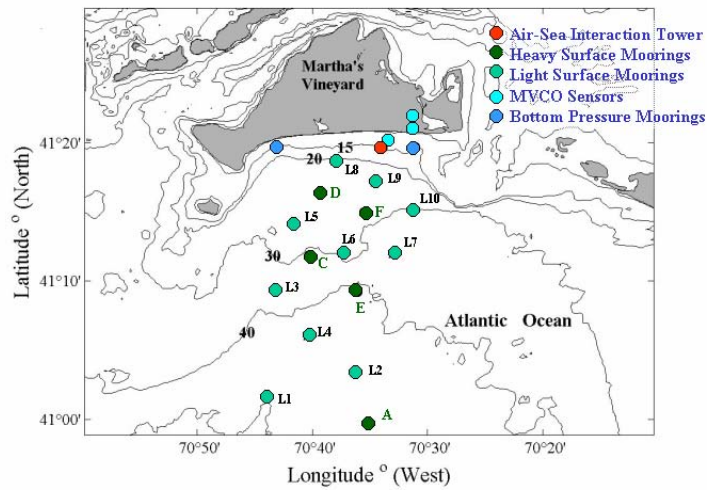 Air-Sea Interaction Tower
Heavy Surface Moorings
Light Surface Moorings
MVCO Sensors
Bottom Pressure Moorings
Martha's
Vineyard
41°20'
15
20
L8
L9
D
L10
F
L5
L6
L7
30
C
41°10'
L3
E
Atlantic Ocean
40
L4
L2
L1
A
41°00'
70°50'
70°40'
70°30'
70°20'
Latitude ° (North)
Longitude ° (West)